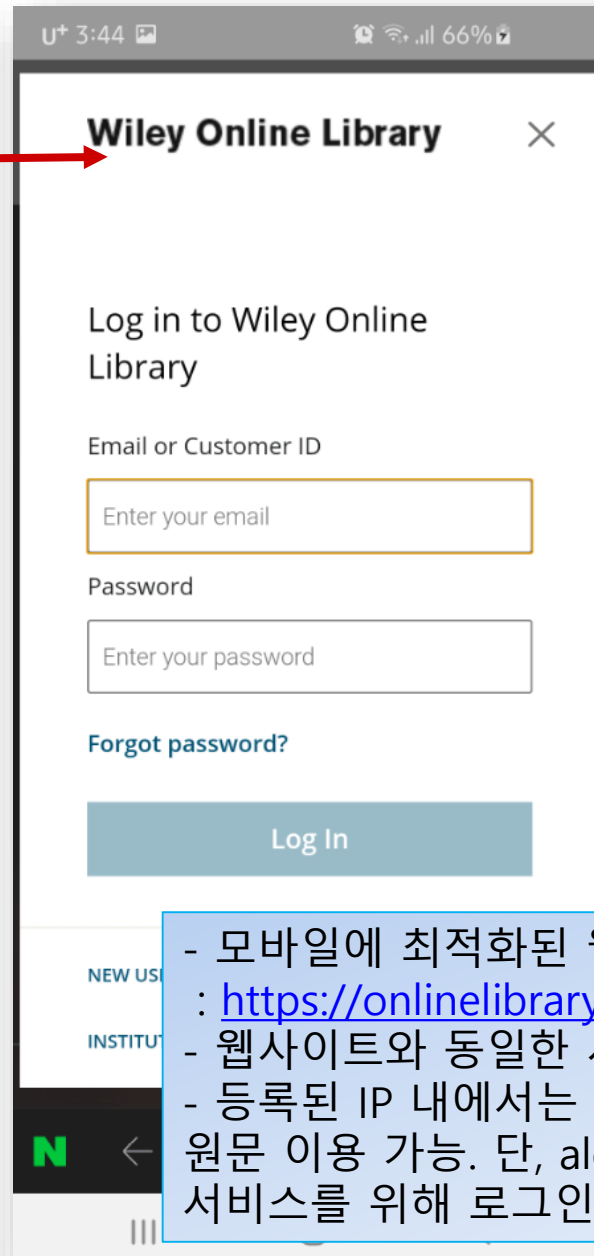 U+ 3:44 66%
Wiley Online Library
Log in to Wiley Online
Library
Email or Customer ID
Enter your email
Password
Enter your password
Forgot password?
Log In
NEW
- 모바일에 최적화된
: https://onlinelibrary
- 웹사이트와 동일한
- 등록된 IP 내에서는
원문 이용 가능. 단,
서비스를 위해 로그인
N